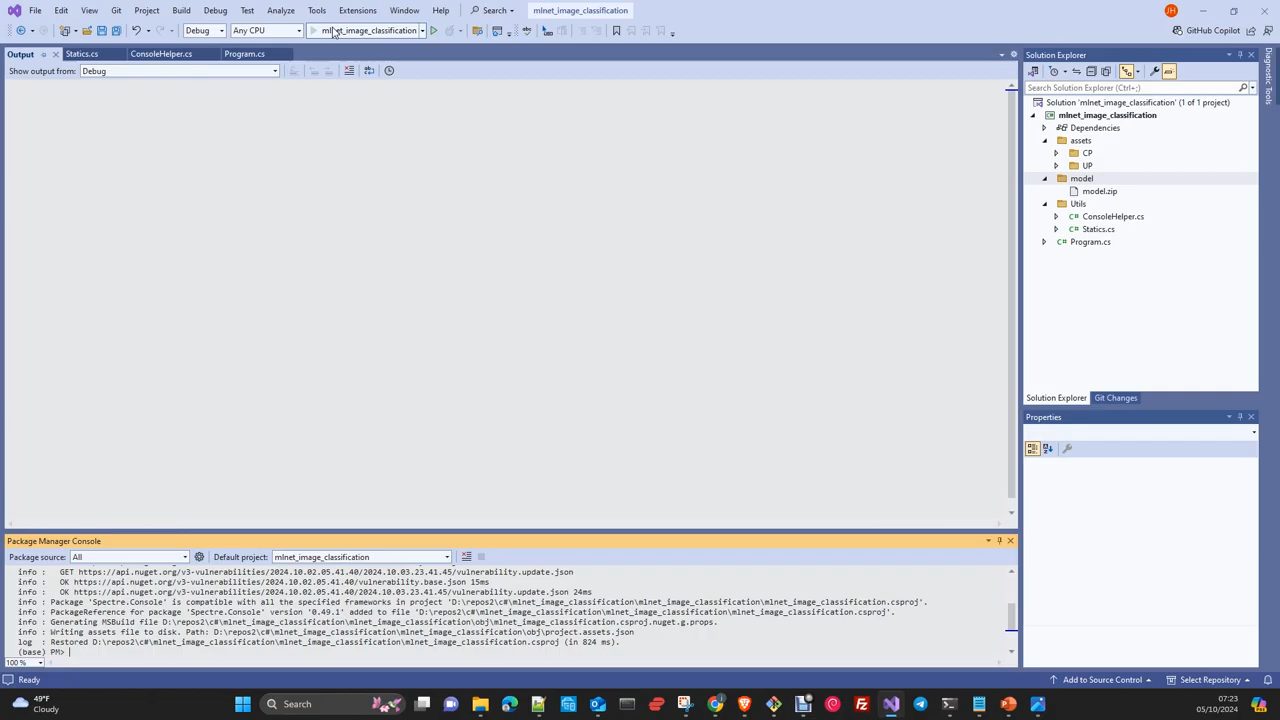 File Edit View Git Project Build Debug Test Analyze Tools Extensions Window Help Search mlnet_image_classification JH
Debug Any CPU mlnet_image_classification GitHub Copilot
Output Statics.cs ConsoleHelper.cs Program.cs
Show output from: Debug
Solution Explorer
Search Solution Explorer (Ctrl+;)
Solution 'mlnet_image_classification' (1 of 1 project)
mlnet_image_classification
Dependencies
assets
CP
UP
model
model.zip
Utils
ConsoleHelper.cs
Statics.cs
Program.cs
Solution Explorer Git Changes
Properties
Diagnostic Tools
Package Manager Console
Package source: All Default project: mlnet_image_classification
info : GET https://api.nuget.org/v3-vulnerabilities/2024.10.02.05.41.40/2024.10.03.23.41.45/vulnerability.update.json
info : OK https://api.nuget.org/v3-vulnerabilities/2024.10.02.05.41.40/vulnerability.base.json 15ms
info : OK https://api.nuget.org/v3-vulnerabilities/2024.10.02.05.41.40/2024.10.03.23.41.45/vulnerability.update.json 24ms
info : Package 'Spectre.Console' is compatible with all the specified frameworks in project 'D:\repos2\c#\mlnet_image_classification\mlnet_image_classification\mlnet_image_classification.csproj'.
info : PackageReference for package 'Spectre.Console' version '0.49.1' added to file 'D:\repos2\c#\mlnet_image_classification\mlnet_image_classification\mlnet_image_classification.csproj'.
info : Generating MSBuild file D:\repos2\c#\mlnet_image_classification\mlnet_image_classification\obj\mlnet_image_classification.csproj.nuget.g.props.
info : Writing assets file to disk. Path: D:\repos2\c#\mlnet_image_classification\mlnet_image_classification\obj\project.assets.json
log : Restored D:\repos2\c#\mlnet_image_classification\mlnet_image_classification\mlnet_image_classification.csproj (in 824 ms).
(base) PM>
100 %
Ready Add to Source Control Select Repository
49°F
Cloudy
Search
07:23
05/10/2024